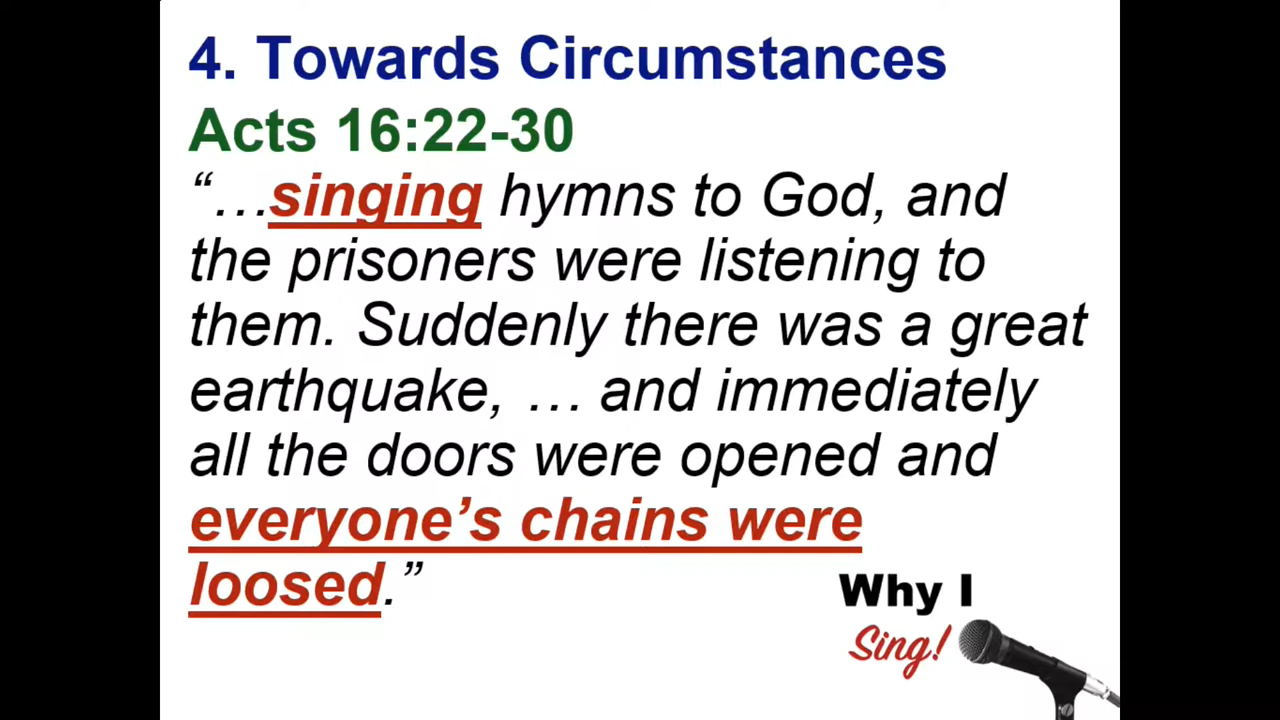 4. Towards Circumstances
Acts 16:22-30
“…singing hymns to God, and
the prisoners were listening to
them. Suddenly there was a great
earthquake, … and immediately
all the doors were opened and
everyone’s chains were
loosed.”
Why I
Sing!